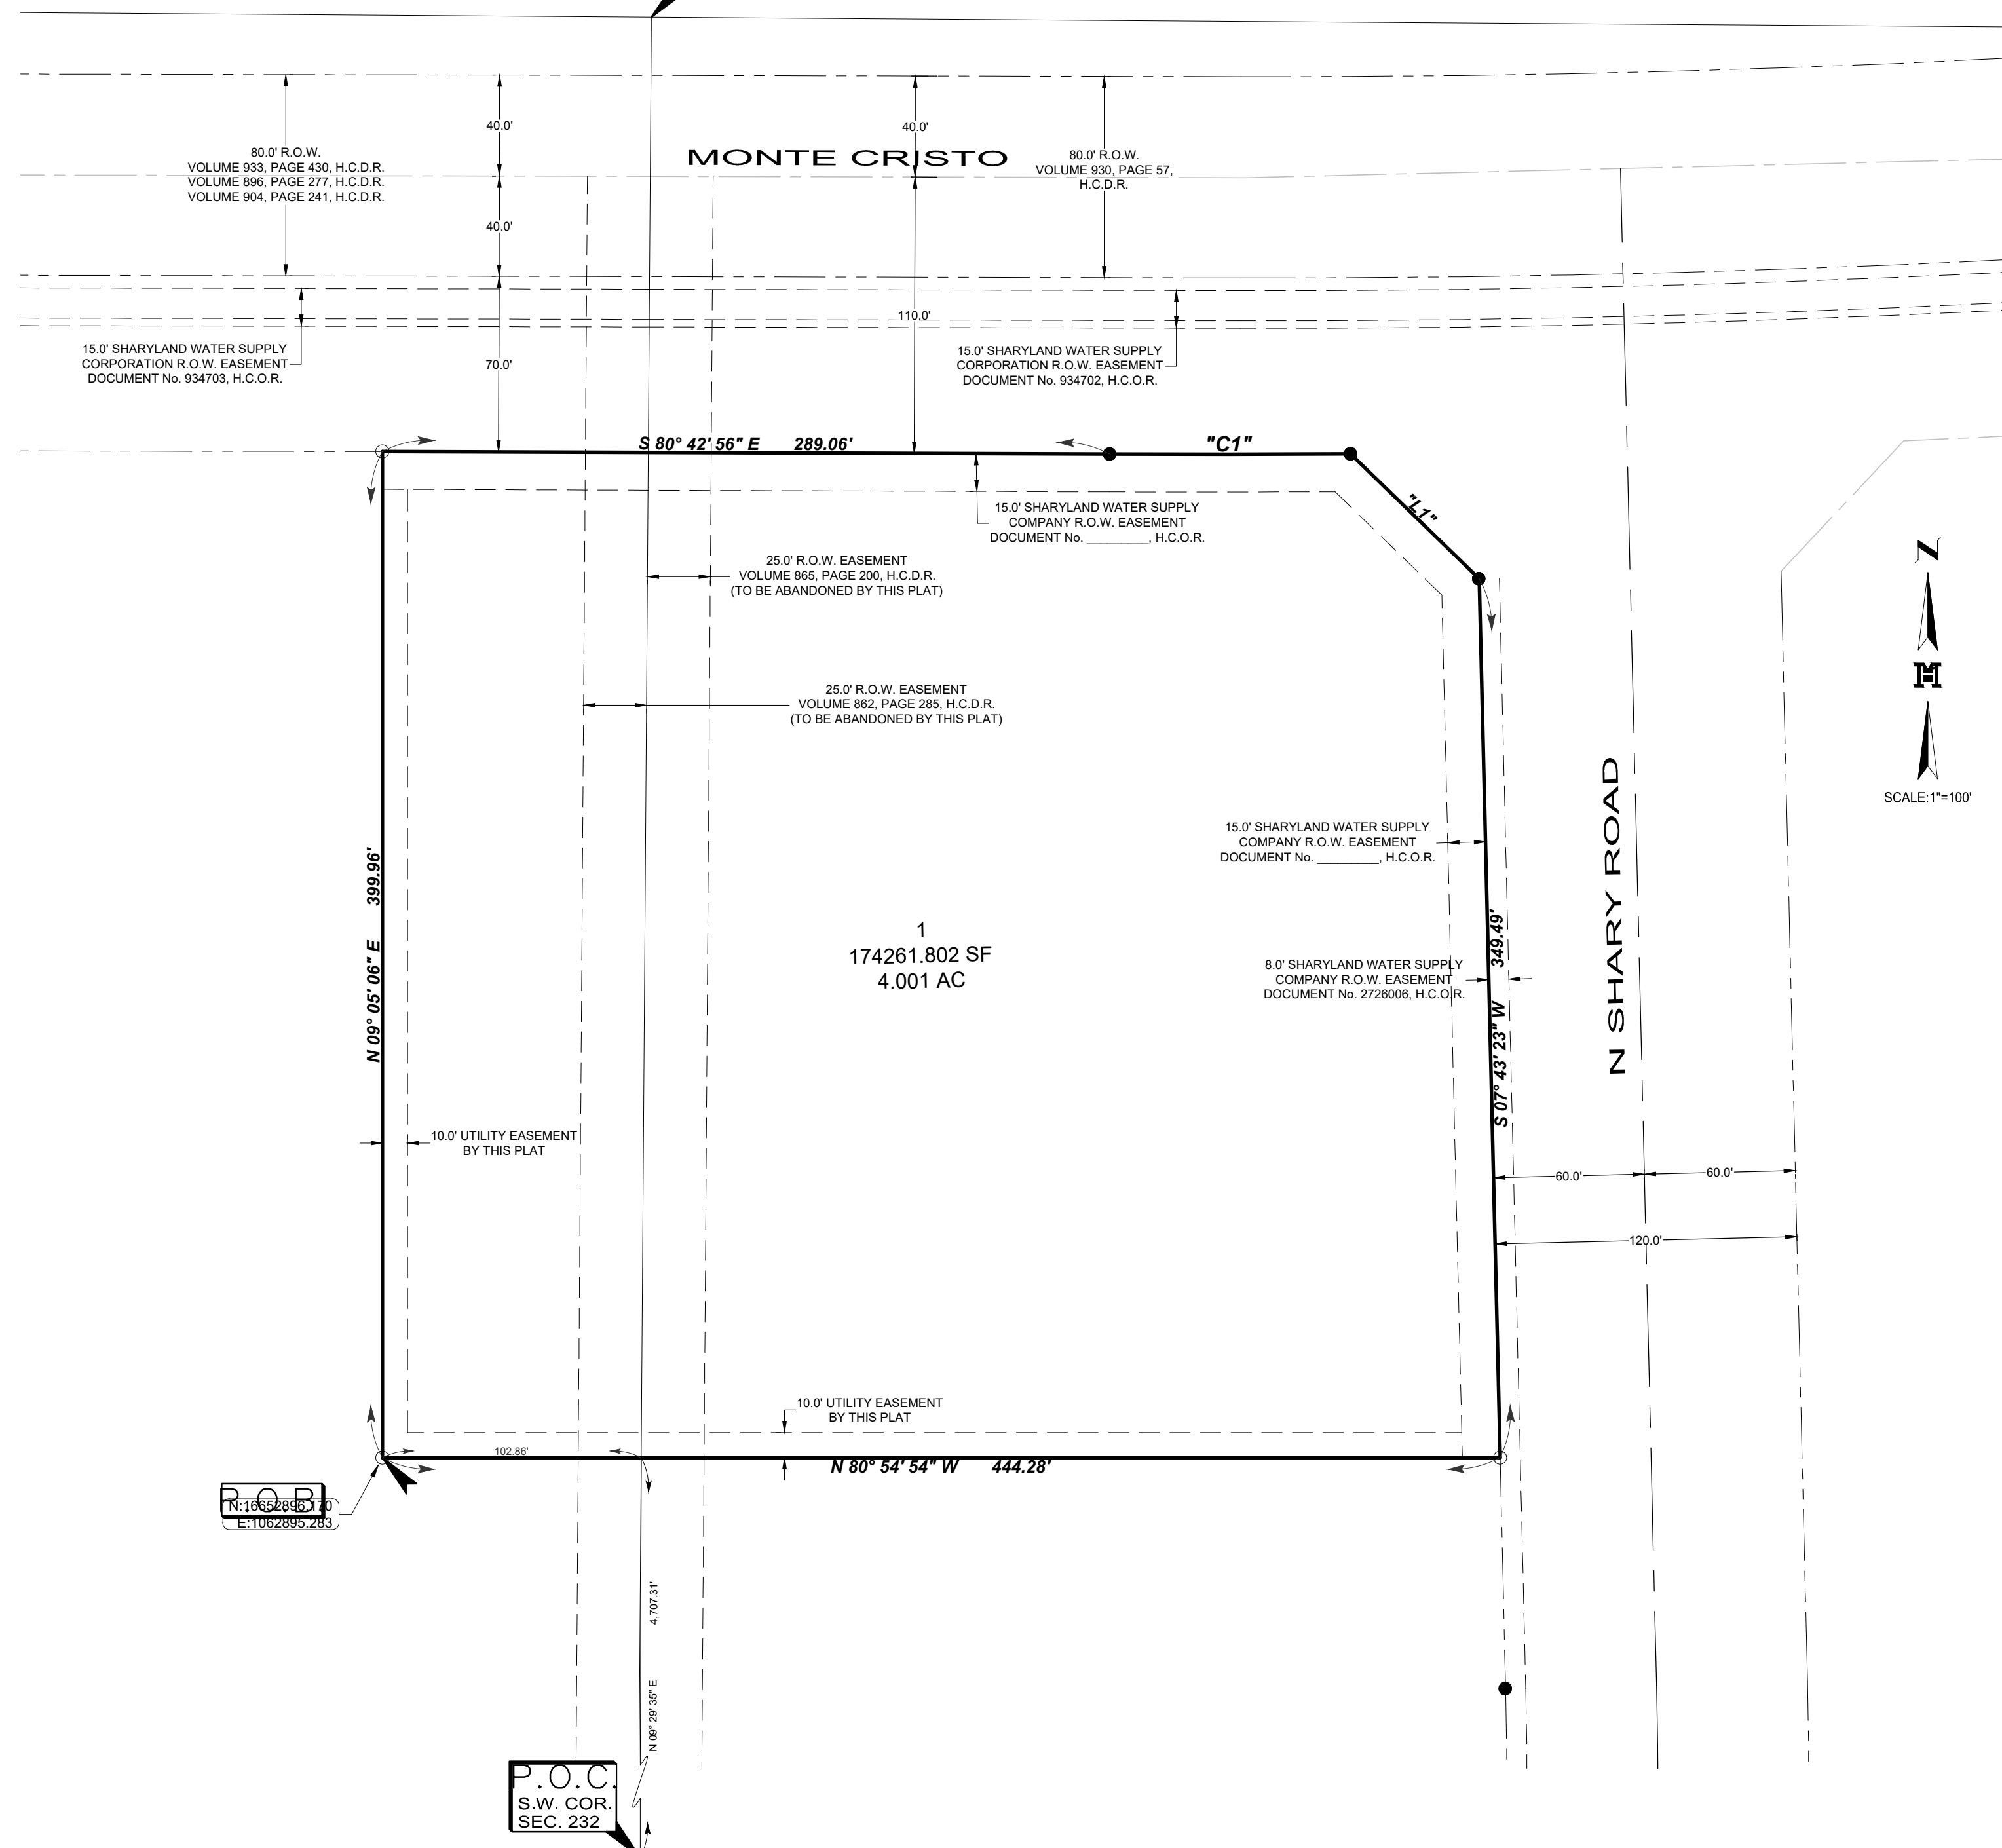 40.0'
40.0'
MONTE CRISTO
80.0' R.O.W.
VOLUME 933, PAGE 430, H.C.D.R.
VOLUME 896, PAGE 277, H.C.D.R.
VOLUME 904, PAGE 241, H.C.D.R.
80.0' R.O.W.
VOLUME 930, PAGE 57,
H.C.D.R.
40.0'
110.0'
15.0' SHARYLAND WATER SUPPLY
CORPORATION R.O.W. EASEMENT
DOCUMENT No. 934703, H.C.O.R.
70.0'
15.0' SHARYLAND WATER SUPPLY
CORPORATION R.O.W. EASEMENT
DOCUMENT No. 934702, H.C.O.R.
S 80° 42' 56" E 289.06'
"C1"
"L1"
15.0' SHARYLAND WATER SUPPLY
COMPANY R.O.W. EASEMENT
DOCUMENT No. _________, H.C.O.R.
25.0' R.O.W. EASEMENT
VOLUME 865, PAGE 200, H.C.D.R.
(TO BE ABANDONED BY THIS PLAT)
25.0' R.O.W. EASEMENT
VOLUME 862, PAGE 285, H.C.D.R.
(TO BE ABANDONED BY THIS PLAT)
N
SCALE:1"=100'
15.0' SHARYLAND WATER SUPPLY
COMPANY R.O.W. EASEMENT
DOCUMENT No. _________, H.C.O.R.
N 09° 05' 06" E 399.96'
1
174261.802 SF
4.001 AC
8.0' SHARYLAND WATER SUPPLY
COMPANY R.O.W. EASEMENT
DOCUMENT No. 2726006, H.C.O.R.
S 07° 43' 23" W 349.49'
N SHARY ROAD
10.0' UTILITY EASEMENT
BY THIS PLAT
60.0'
60.0'
120.0'
10.0' UTILITY EASEMENT
BY THIS PLAT
102.86'
N 80° 54' 54" W 444.28'
P.O.B.
N:16652896.170
E:1062895.283
N 09° 29' 35" E 4,707.31'
P.O.C.
S.W. COR.
SEC. 232